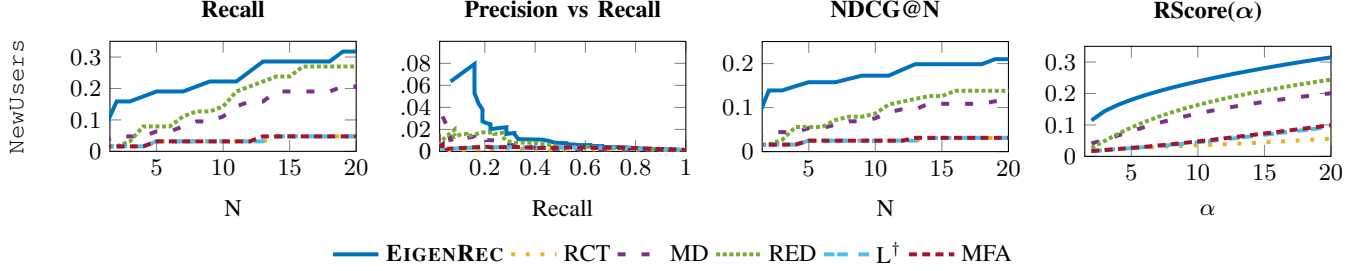 Recall Precision vs Recall NDCG@N RScore(α)
NewUsers
0.3
0.2
0.1
0
5 10 15 20
N
.08
.06
.04
.02
0
0.2 0.4 0.6 0.8 1
Recall
0.2
0.1
0
5 10 15 20
N
0.3
0.2
0.1
0
5 10 15 20
α
EIGENREC RCT MD RED L† MFA